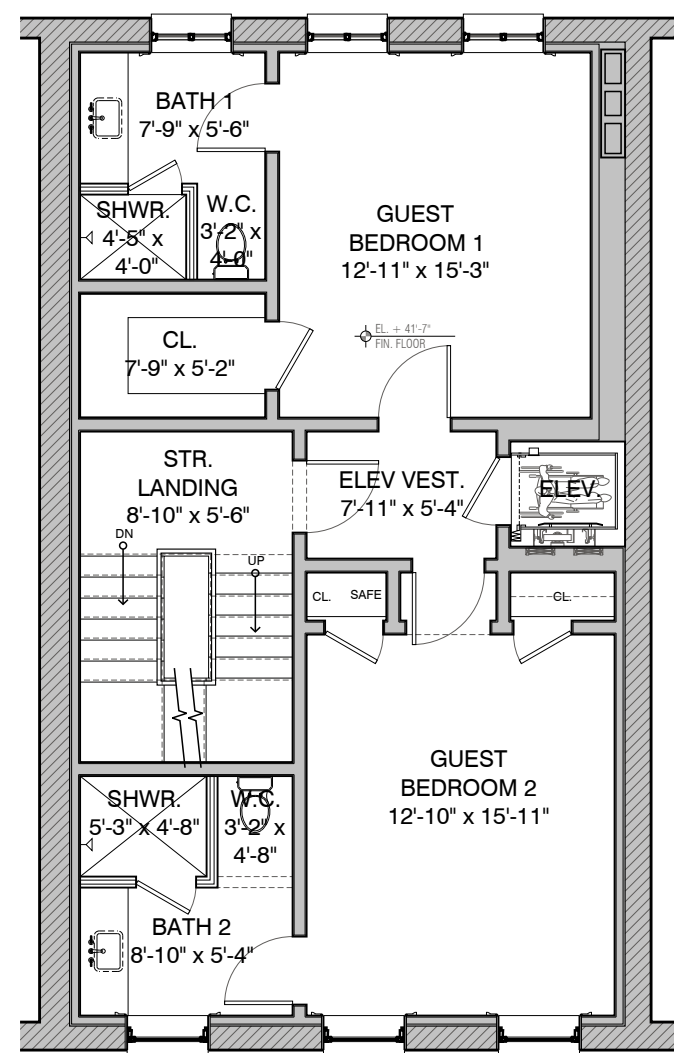 BATH 1
7'-9" x 5'-6"
SHWR.
4'-5" x
4'-0"
W.C.
3'-2" x
4'-0"
GUEST
BEDROOM 1
12'-11" x 15'-3"
EL. + 41'-7"
FIN. FLOOR
CL.
7'-9" x 5'-2"
STR.
LANDING
8'-10" x 5'-6"
ELEV VEST.
7'-11" x 5'-4"
ELEV
DN
UP
CL.
SAFE
CL.
GUEST
BEDROOM 2
12'-10" x 15'-11"
SHWR.
5'-3" x 4'-8"
W.C.
3'-2" x
4'-8"
BATH 2
8'-10" x 5'-4"